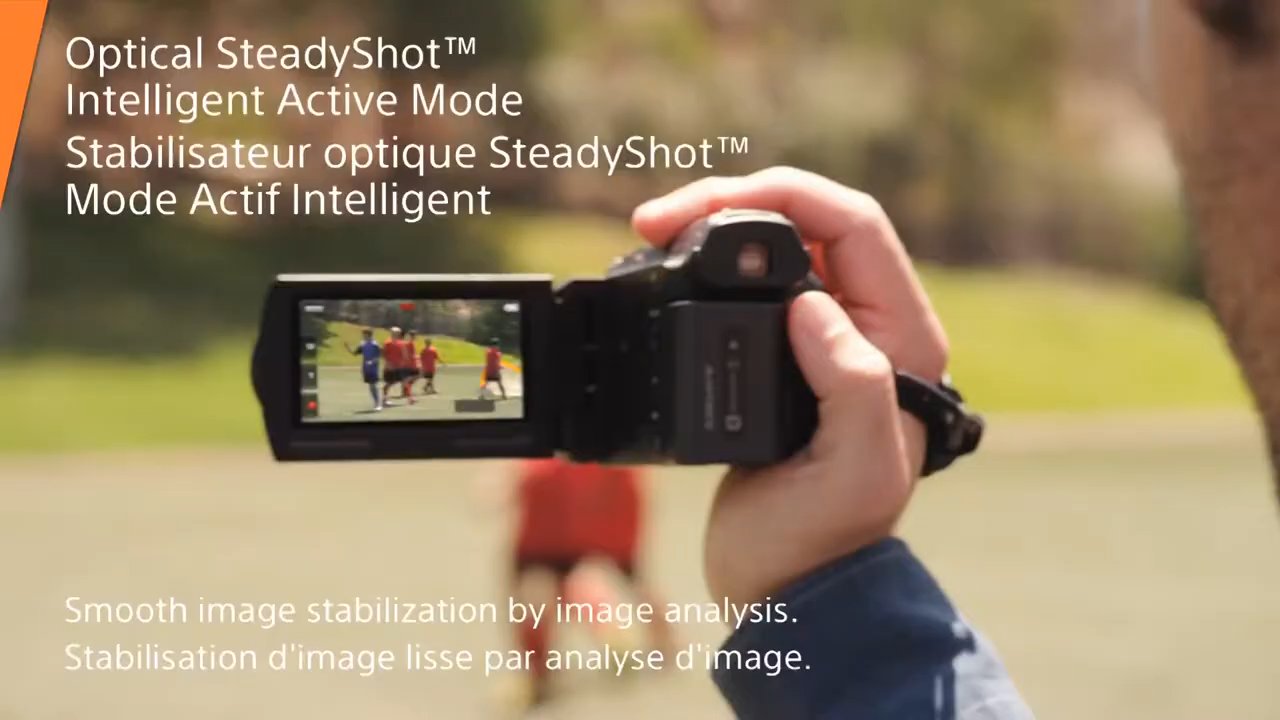 Optical SteadyShot™
Intelligent Active Mode
Stabilisateur optique SteadyShot™
Mode Actif Intelligent
Smooth image stabilization by image analysis.
Stabilisation d'image lisse par analyse d'image.